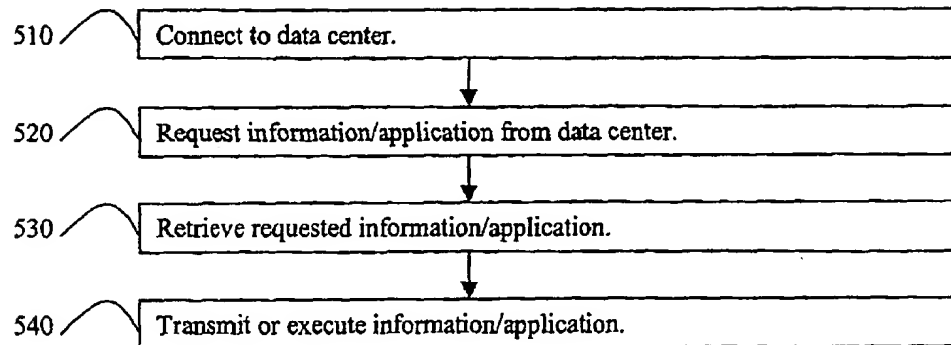 510 Connect to data center.
520 Request information/application from data center.
530 Retrieve requested information/application.
540 Transmit or execute information/application.